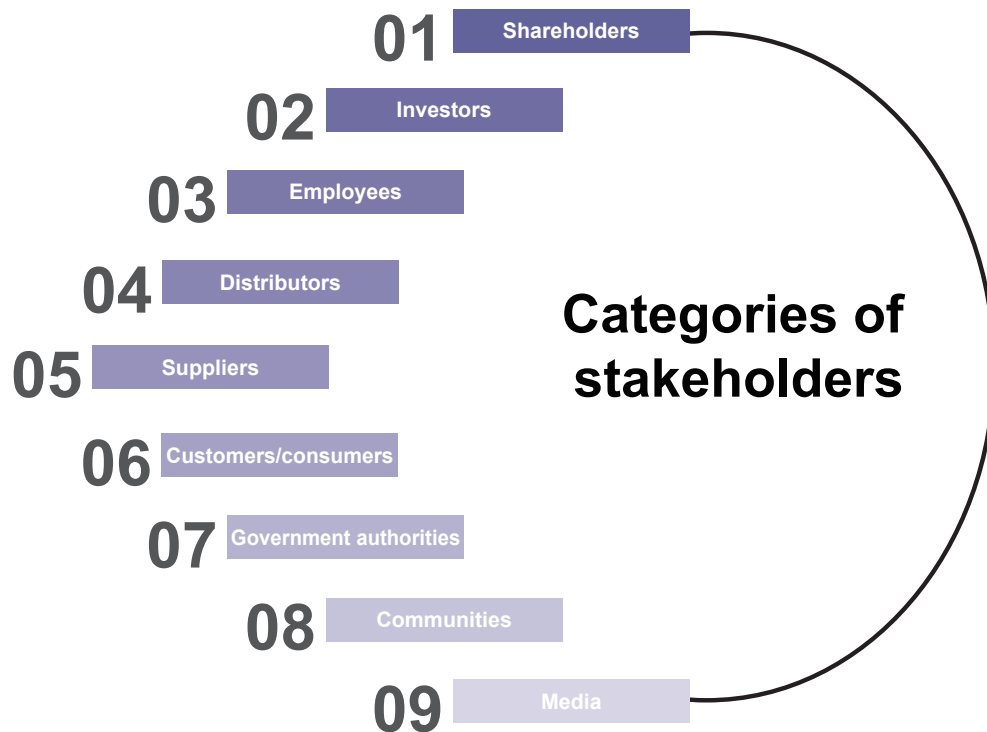 01 Shareholders
02 Investors
03 Employees
04 Distributors
05 Suppliers
06 Customers/consumers
07 Government authorities
08 Communities
09 Media
Categories of
stakeholders